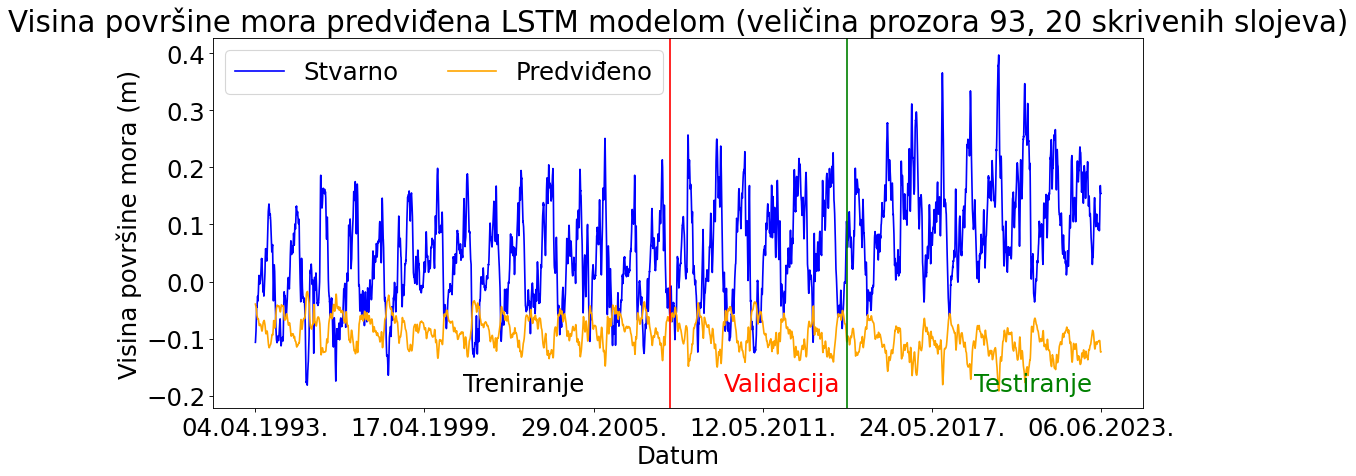 Visina površine mora predviđena LSTM modelom (veličina prozora 93, 20 skrivenih slojeva)
Stvarno
Predviđeno
Visina površine mora (m)
0.4
0.3
0.2
0.1
0.0
−0.1
−0.2
Treniranje
Validacija
Testiranje
04.04.1993.
17.04.1999.
29.04.2005.
12.05.2011.
24.05.2017.
06.06.2023.
Datum